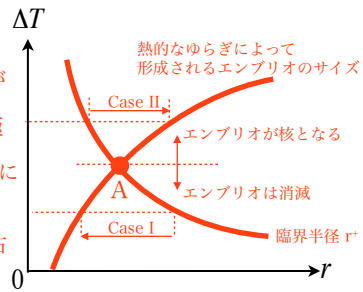 ΔT
熱的なゆらぎによって
形成されるエンブリオのサイズ
が
Case II
エンブリオが核となる
に
A
エンブリオは消滅
Case I
臨界半径 r⁺
0
r